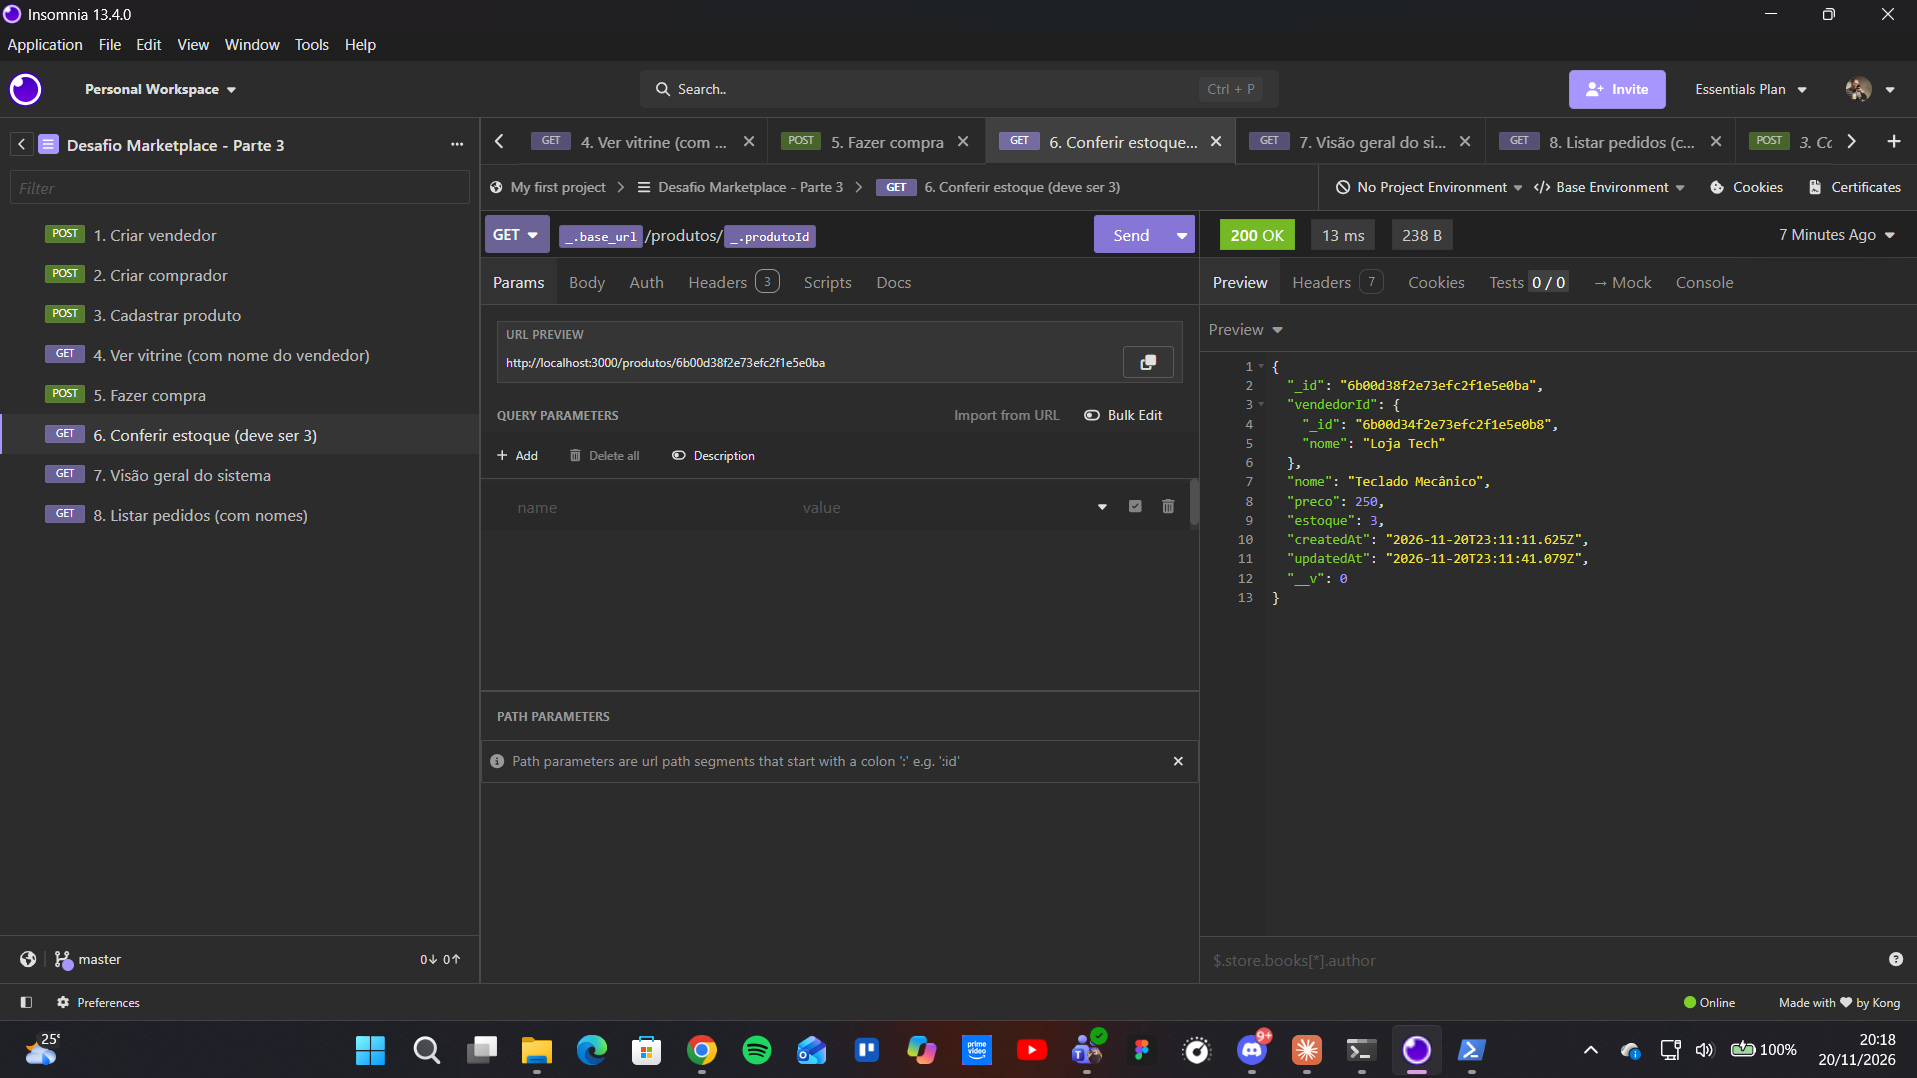 Insomnia 13.4.0
Application File Edit View Window Tools Help
Personal Workspace
Search..
Ctrl + P
Invite
Essentials Plan
Desafio Marketplace - Parte 3
Filter
POST 1. Criar vendedor
POST 2. Criar comprador
POST 3. Cadastrar produto
GET 4. Ver vitrine (com nome do vendedor)
POST 5. Fazer compra
GET 6. Conferir estoque (deve ser 3)
GET 7. Visão geral do sistema
GET 8. Listar pedidos (com nomes)
master
0↓ 0↑
Preferences
GET 4. Ver vitrine (com ...
POST 5. Fazer compra
GET 6. Conferir estoque...
GET 7. Visão geral do si...
GET 8. Listar pedidos (c...
POST 3. Cc
My first project > Desafio Marketplace - Parte 3 > GET 6. Conferir estoque (deve ser 3)
No Project Environment
Base Environment
Cookies
Certificates
GET _.base_url /produtos/ _.produtoId
Send
Params Body Auth Headers 3 Scripts Docs
URL PREVIEW
http://localhost:3000/produtos/6b00d38f2e73efc2f1e5e0ba
QUERY PARAMETERS
Import from URL
Bulk Edit
Add
Delete all
Description
name
value
PATH PARAMETERS
Path parameters are url path segments that start with a colon ':' e.g. ':id'
200 OK
13 ms
238 B
7 Minutes Ago
Preview Headers 7 Cookies Tests 0 / 0 → Mock Console
Preview
1 {
2 "_id": "6b00d38f2e73efc2f1e5e0ba",
3 "vendedorId": {
4 "_id": "6b00d34f2e73efc2f1e5e0b8",
5 "nome": "Loja Tech"
6 },
7 "nome": "Teclado Mecânico",
8 "preco": 250,
9 "estoque": 3,
10 "createdAt": "2026-11-20T23:11:11.625Z",
11 "updatedAt": "2026-11-20T23:11:41.079Z",
12 "__v": 0
13 }
$.store.books[*].author
Online
Made with ♥ by Kong
25°
prime video
9+
100%
20:18
20/11/2026